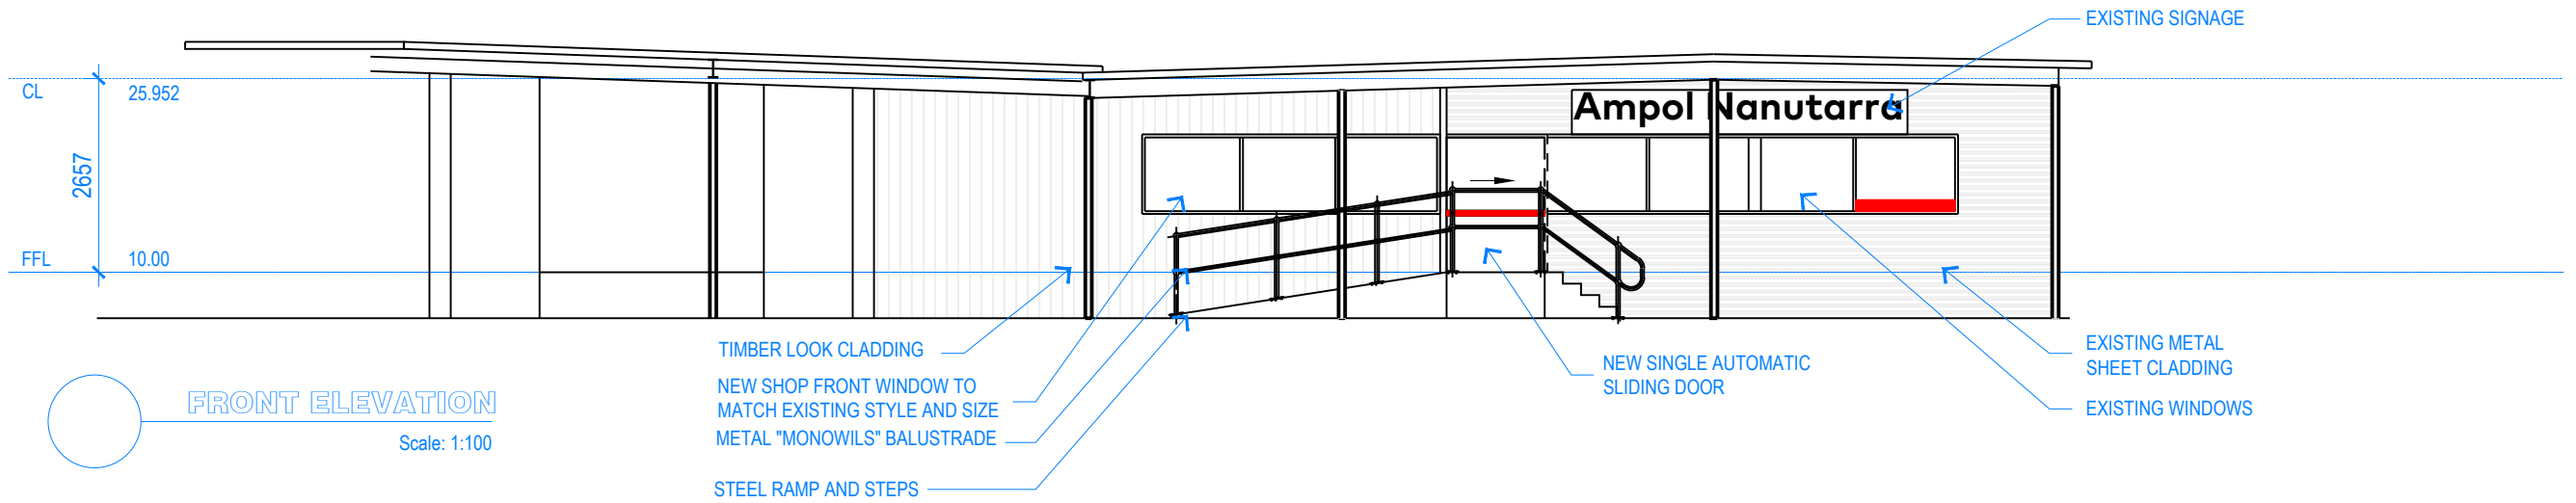 EXISTING SIGNAGE
CL
25.952
Ampol Nanutarra
2657
FFL
10.00
TIMBER LOOK CLADDING
NEW SHOP FRONT WINDOW TO
MATCH EXISTING STYLE AND SIZE
METAL "MONOWILS" BALUSTRADE
STEEL RAMP AND STEPS
NEW SINGLE AUTOMATIC
SLIDING DOOR
EXISTING METAL
SHEET CLADDING
EXISTING WINDOWS
FRONT ELEVATION
Scale: 1:100